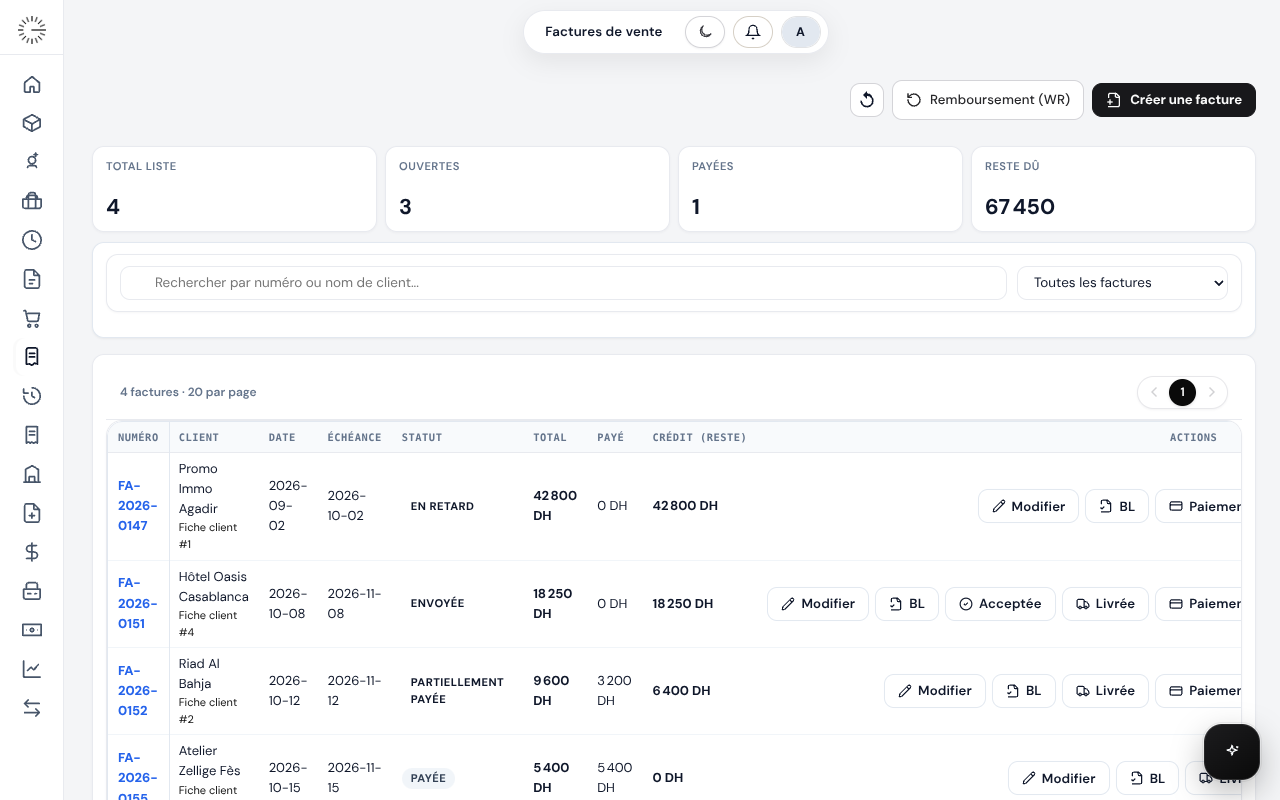 Factures de vente
A
Remboursement (WR)
Créer une facture
TOTAL LISTE
4
OUVERTES
3
PAYÉES
1
RESTE DÛ
67 450
Rechercher par numéro ou nom de client...
Toutes les factures
4 factures · 20 par page
1
NUMÉRO CLIENT DATE ÉCHÉANCE STATUT TOTAL PAYÉ CRÉDIT (RESTE) ACTIONS
FA-
2026-
0147
Promo
Immo
Agadir
Fiche client
#1
2026-
09-
02
2026-
10-02
EN RETARD
42 800
DH
0 DH
42 800 DH
Modifier
BL
Paiemer
FA-
2026-
0151
Hôtel Oasis
Casablanca
Fiche client
#4
2026-
10-08
2026-11-
08
ENVOYÉE
18 250
DH
0 DH
18 250 DH
Modifier
BL
Acceptée
Livrée
Paiemer
FA-
2026-
0152
Riad Al
Bahja
Fiche client
#2
2026-
10-12
2026-11-
12
PARTIELLEMENT
PAYÉE
9 600
DH
3 200
DH
6 400 DH
Modifier
BL
Livrée
Paiemer
FA-
2026-
0155
Atelier
Zellige Fès
Fiche client
2026-
10-15
2026-11-
15
PAYÉE
5 400
DH
5 400
DH
0 DH
Modifier
BL